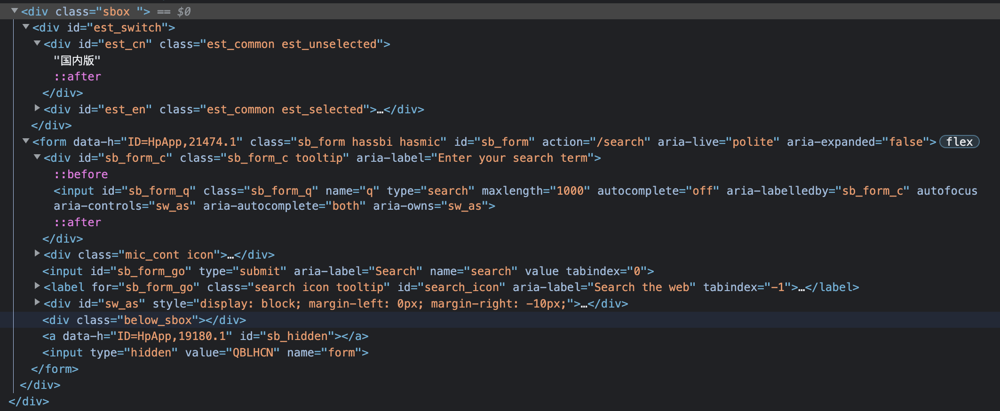 <div class="sbox "> == $0
<div id="est_switch">
<div id="est_cn" class="est_common est_unselected">
"国内版"
::after
</div>
<div id="est_en" class="est_common est_selected">…</div>
</div>
<form data-h="ID=HpApp,21474.1" class="sb_form hassbi hasmic" id="sb_form" action="/search" aria-live="polite" aria-expanded="false"> flex
<div id="sb_form_c" class="sb_form_c tooltip" aria-label="Enter your search term">
::before
<input id="sb_form_q" class="sb_form_q" name="q" type="search" maxlength="1000" autocomplete="off" aria-labelledby="sb_form_c" autofocus
aria-controls="sw_as" aria-autocomplete="both" aria-owns="sw_as">
::after
</div>
<div class="mic_cont icon">…</div>
<input id="sb_form_go" type="submit" aria-label="Search" name="search" value tabindex="0">
<label for="sb_form_go" class="search icon tooltip" id="search_icon" aria-label="Search the web" tabindex="-1">…</label>
<div id="sw_as" style="display: block; margin-left: 0px; margin-right: -10px;">…</div>
<div class="below_sbox"></div>
<a data-h="ID=HpApp,19180.1" id="sb_hidden"></a>
<input type="hidden" value="QBLHCN" name="form">
</form>
</div>
</div>